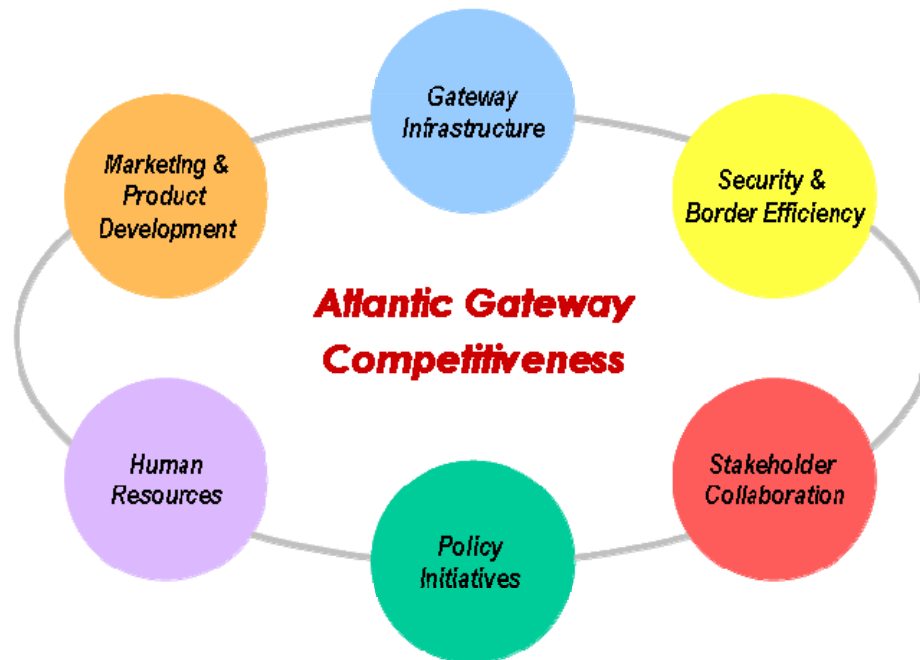 Gateway
Infrastructure
Marketing &
Product
Development
Security &
Border Efficiency
Atlantic Gateway
Competitiveness
Human
Resources
Stakeholder
Collaboration
Policy
Initiatives